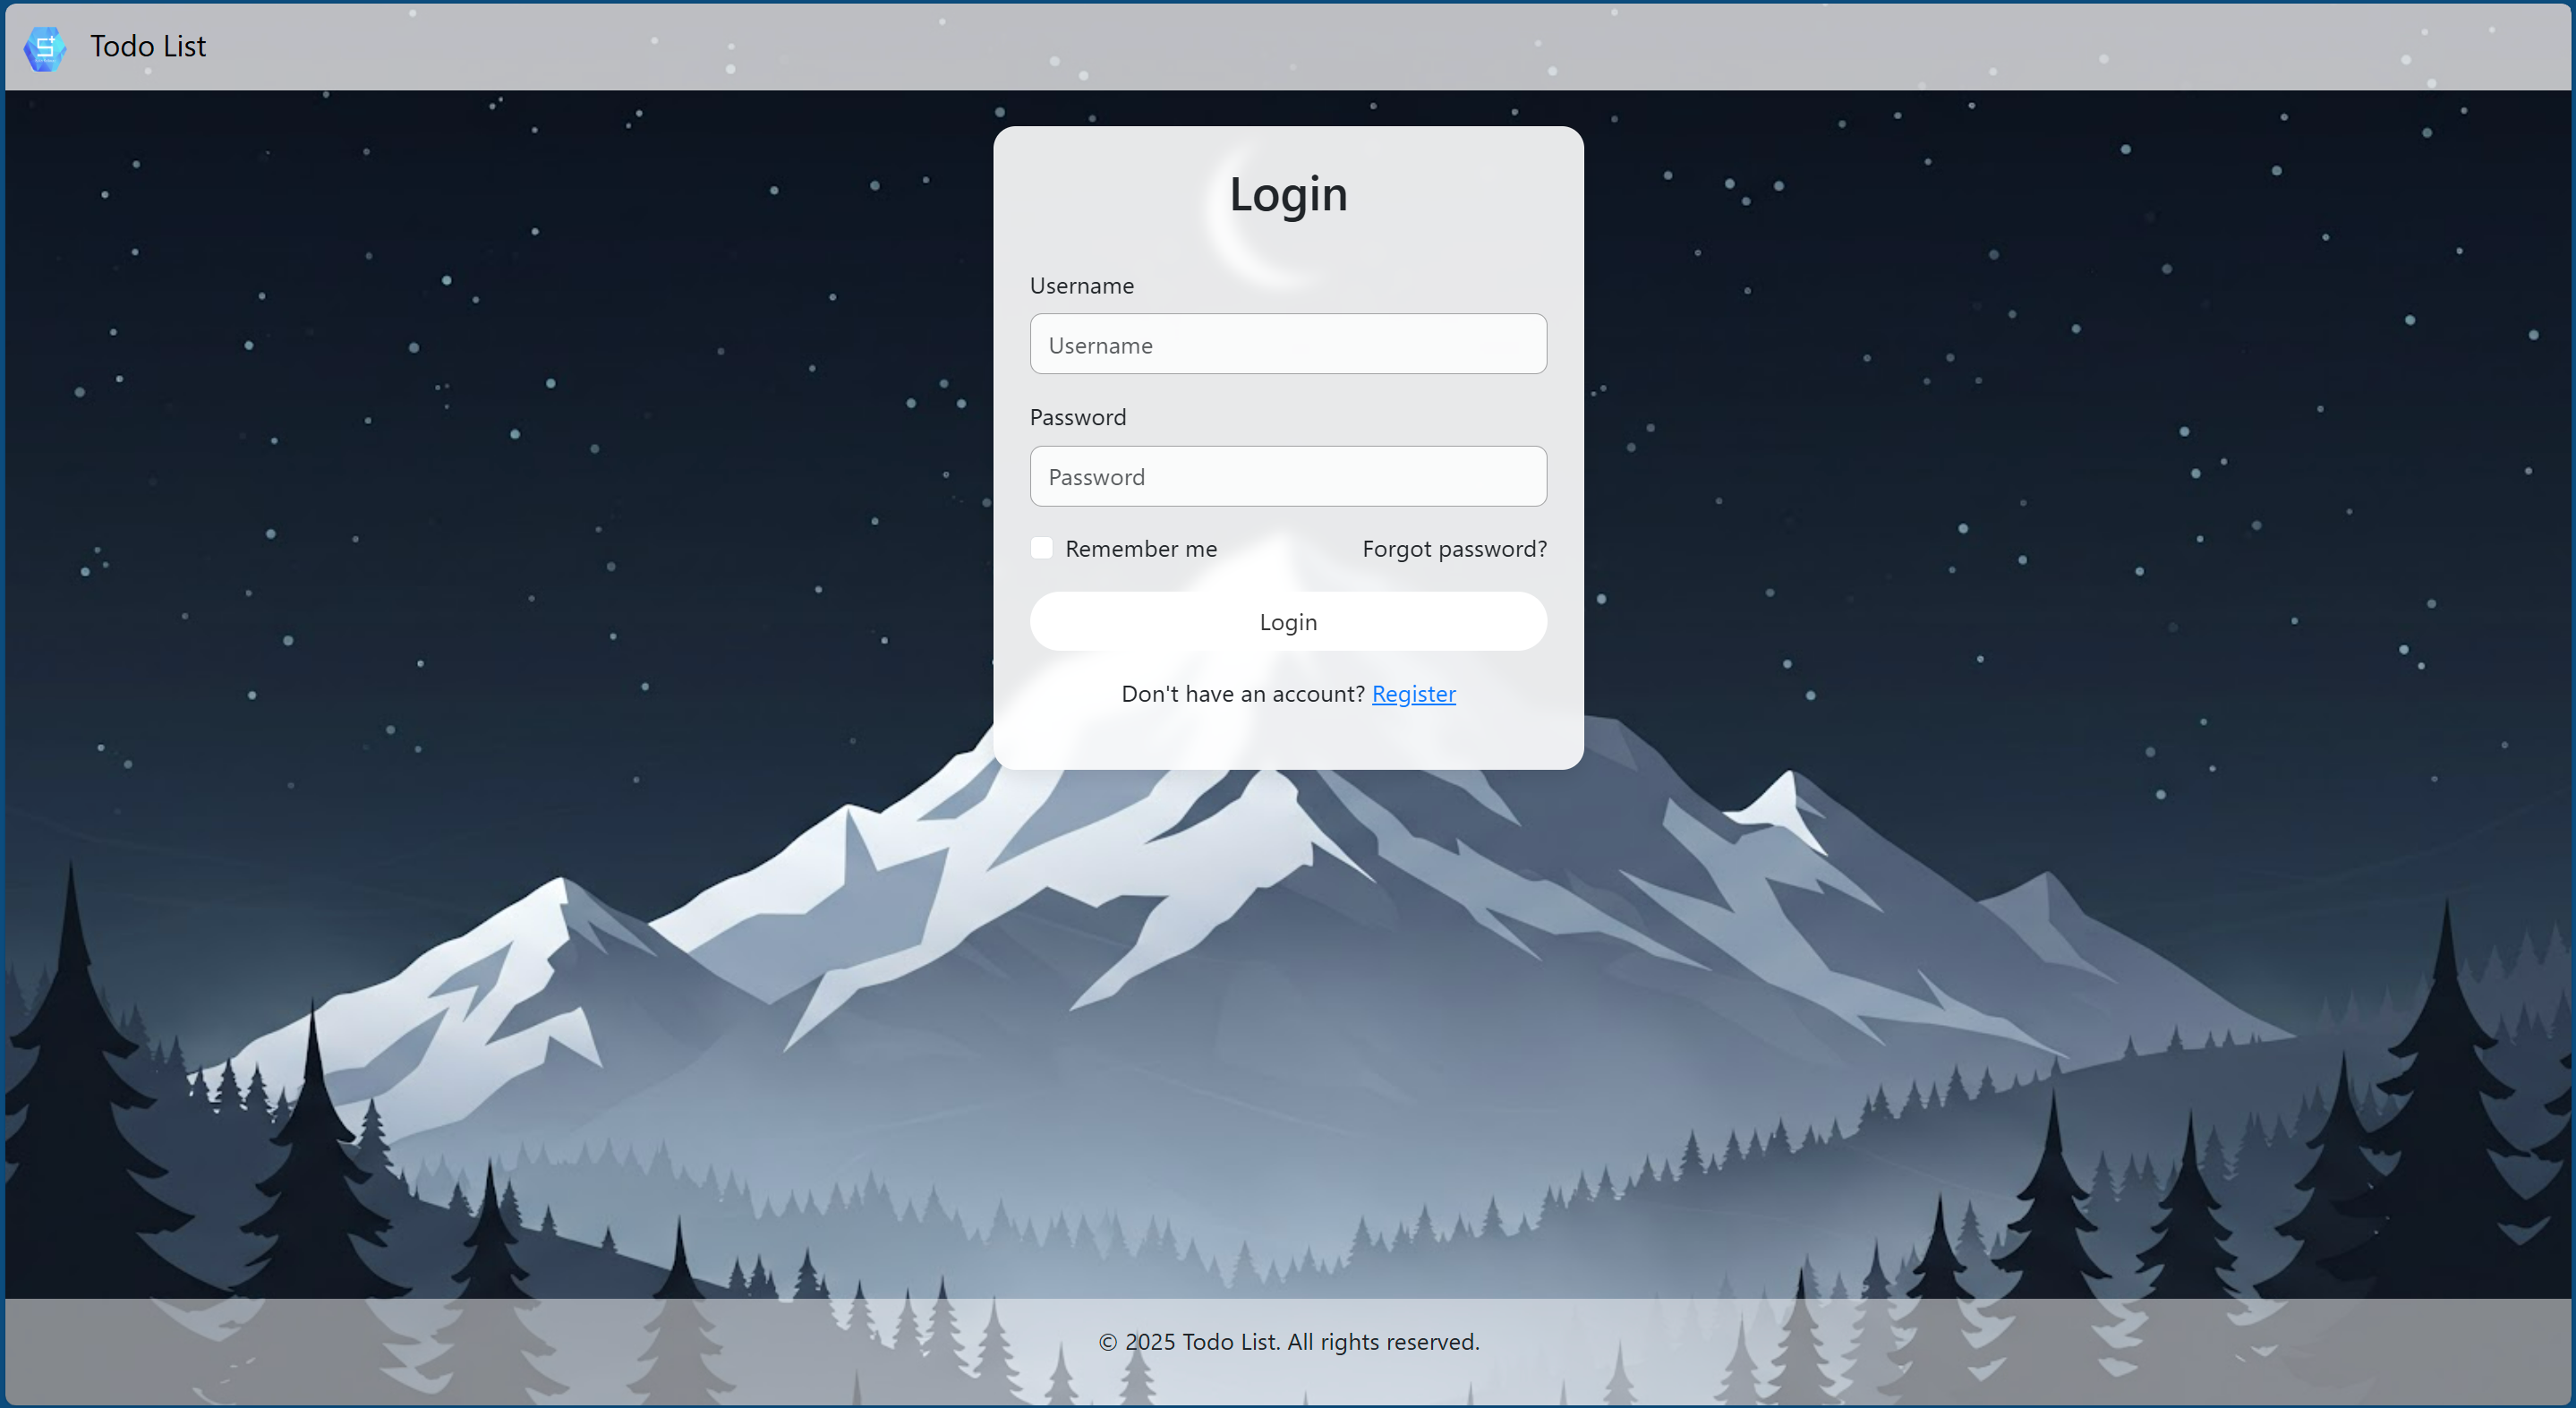 Todo List
Login
Username
Username
Password
Password
Remember me Forgot password?
Login
Don't have an account? Register
© 2025 Todo List. All rights reserved.